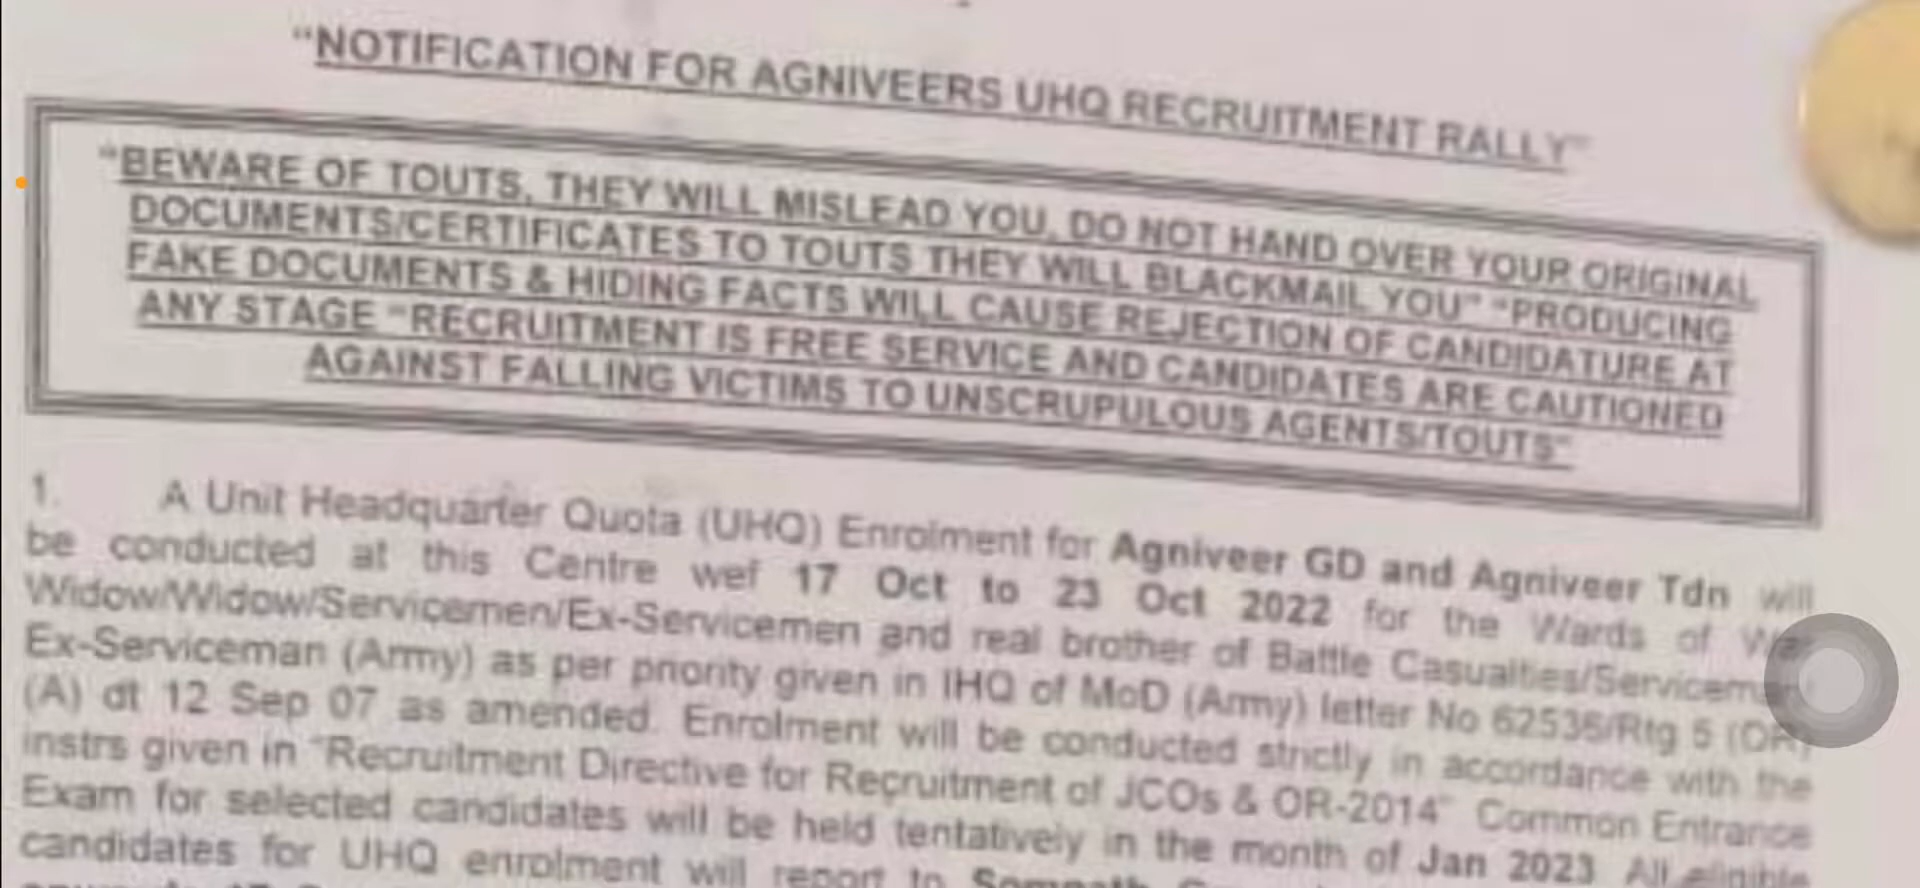 "NOTIFICATION FOR AGNIVEERS UHQ RECRUITMENT RALLY"
"BEWARE OF TOUTS, THEY WILL MISLEAD YOU, DO NOT HAND OVER YOUR ORIGINAL
DOCUMENTS/CERTIFICATES TO TOUTS THEY WILL BLACKMAIL YOU" "PRODUCING
FAKE DOCUMENTS & HIDING FACTS WILL CAUSE REJECTION OF CANDIDATURE AT
ANY STAGE "RECRUITMENT IS FREE SERVICE AND CANDIDATES ARE CAUTIONED
AGAINST FALLING VICTIMS TO UNSCRUPULOUS AGENTS/TOUTS"
1. A Unit Headquarter Quota (UHQ) Enrolment for Agniveer GD and Agniveer Tdn will
be conducted at this Centre wef 17 Oct to 23 Oct 2022 for the Wards of War
Widow/Widow/Servicemen/Ex-Servicemen and real brother of Battle Casualties/Serviceman/
Ex-Serviceman (Army) as per priority given in IHQ of MoD (Army) letter No 62536/Rtg 5 (OR)
(A) dt 12 Sep 07 as amended. Enrolment will be conducted strictly in accordance with the
instrs given in "Recruitment Directive for Recruitment of JCOs & OR-2014" Common Entrance
Exam for selected candidates will be held tentatively in the month of Jan 2023 All eligible
candidates for UHQ enrolment will report to